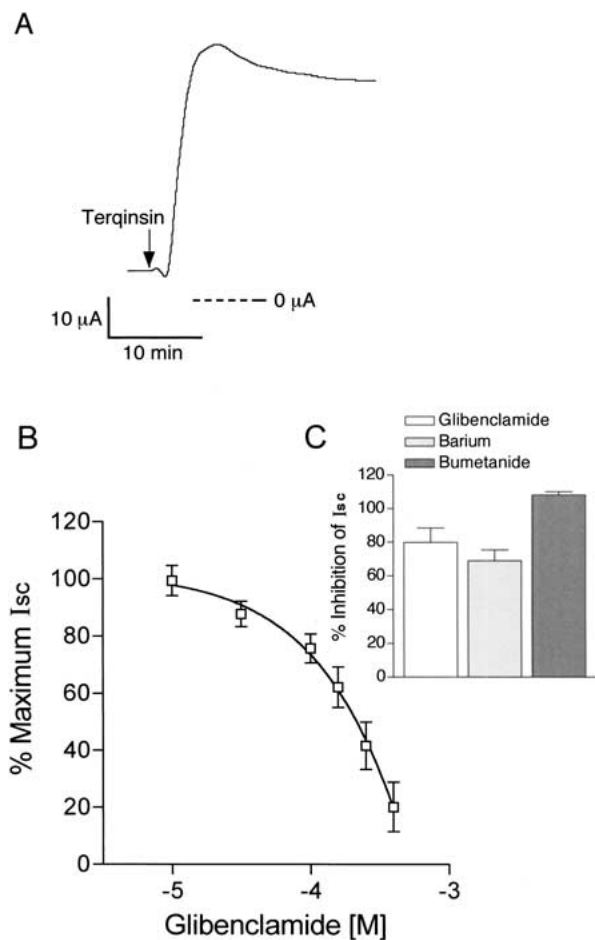 A
Terqinsin
0 μA
10 μA
10 min
B
C
Glibenclamide
Barium
Bumetanide
120
100
80
60
40
20
0
% Inhibition of Isc
120
100
80
60
40
20
0
% Maximum Isc
-5 -4 -3
Glibenclamide [M]